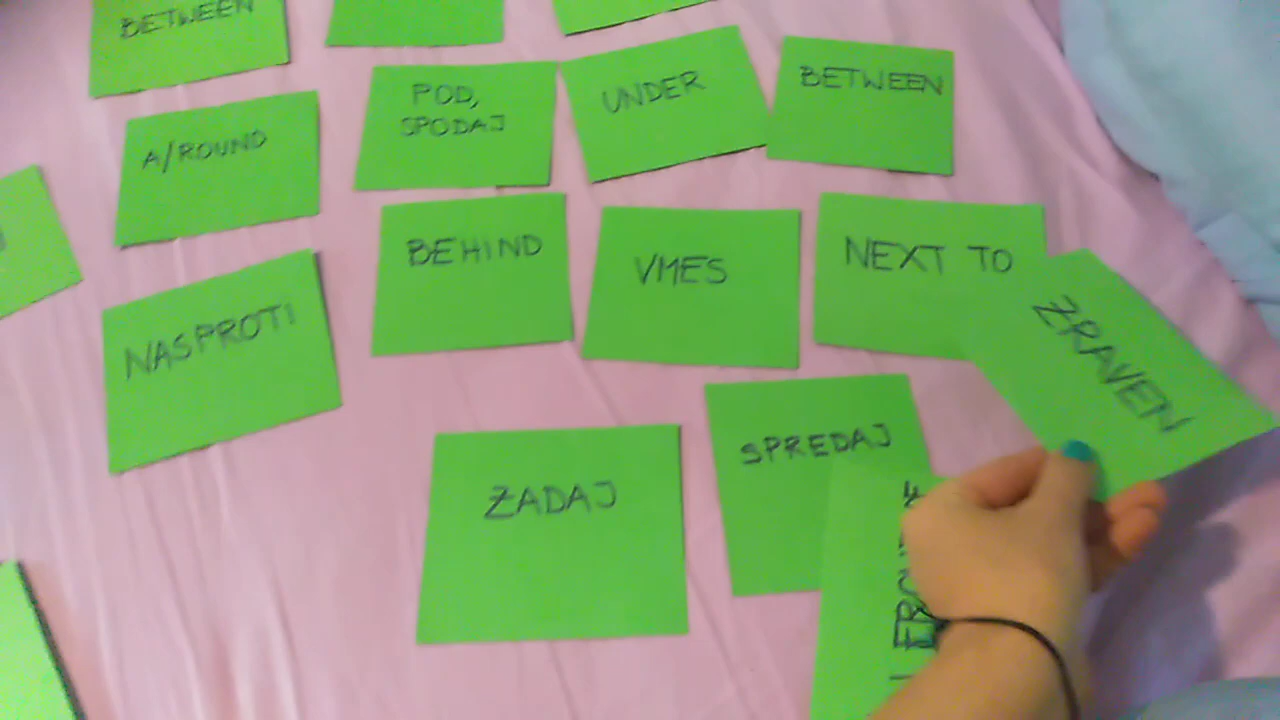 BETWEEN
POD,
SPODAJ
UNDER
BETWEEN
A/ROUND
BEHIND
VMES
NEXT TO
NASPROTI
ZRAVEN
SPREDAJ
ZADAJ